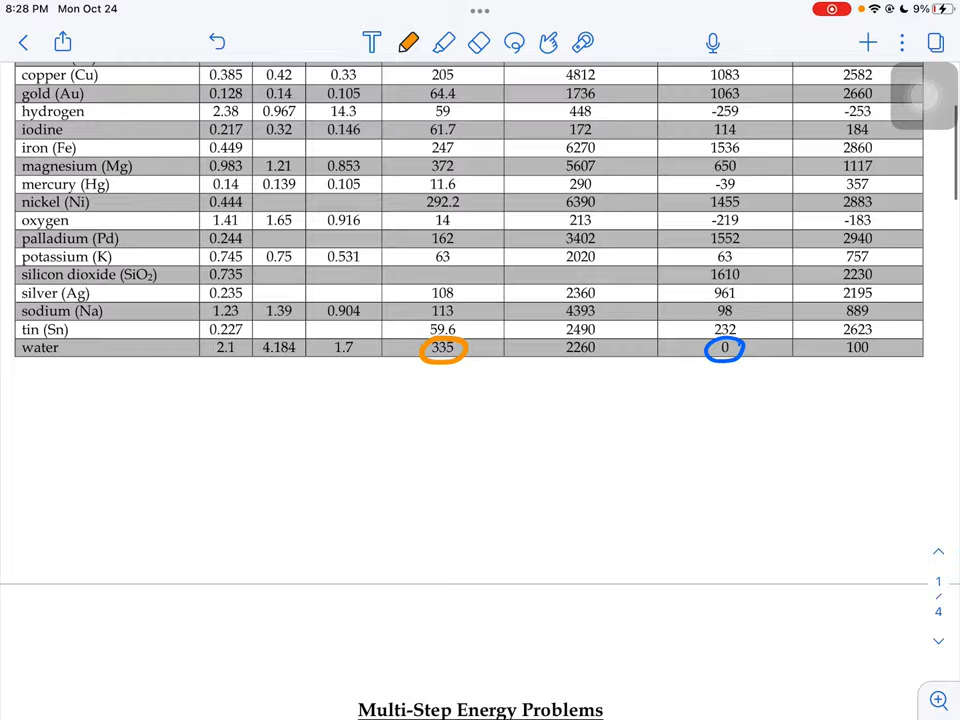 8:28 PM Mon Oct 24 9%
T
copper (Cu) 0.385 0.42 0.33 205 4812 1083 2582
gold (Au) 0.128 0.14 0.105 64.4 1736 1063 2660
hydrogen 2.38 0.967 14.3 59 448 -259 -253
iodine 0.217 0.32 0.146 61.7 172 114 184
iron (Fe) 0.449 247 6270 1536 2860
magnesium (Mg) 0.983 1.21 0.853 372 5607 650 1117
mercury (Hg) 0.14 0.139 0.105 11.6 290 -39 357
nickel (Ni) 0.444 292.2 6390 1455 2883
oxygen 1.41 1.65 0.916 14 213 -219 -183
palladium (Pd) 0.244 162 3402 1552 2940
potassium (K) 0.745 0.75 0.531 63 2020 63 757
silicon dioxide (SiO₂) 0.735 1610 2230
silver (Ag) 0.235 108 2360 961 2195
sodium (Na) 1.23 1.39 0.904 113 4393 98 889
tin (Sn) 0.227 59.6 2490 232 2623
water 2.1 4.184 1.7 335 2260 0 100
1
/
4
Multi-Step Energy Problems